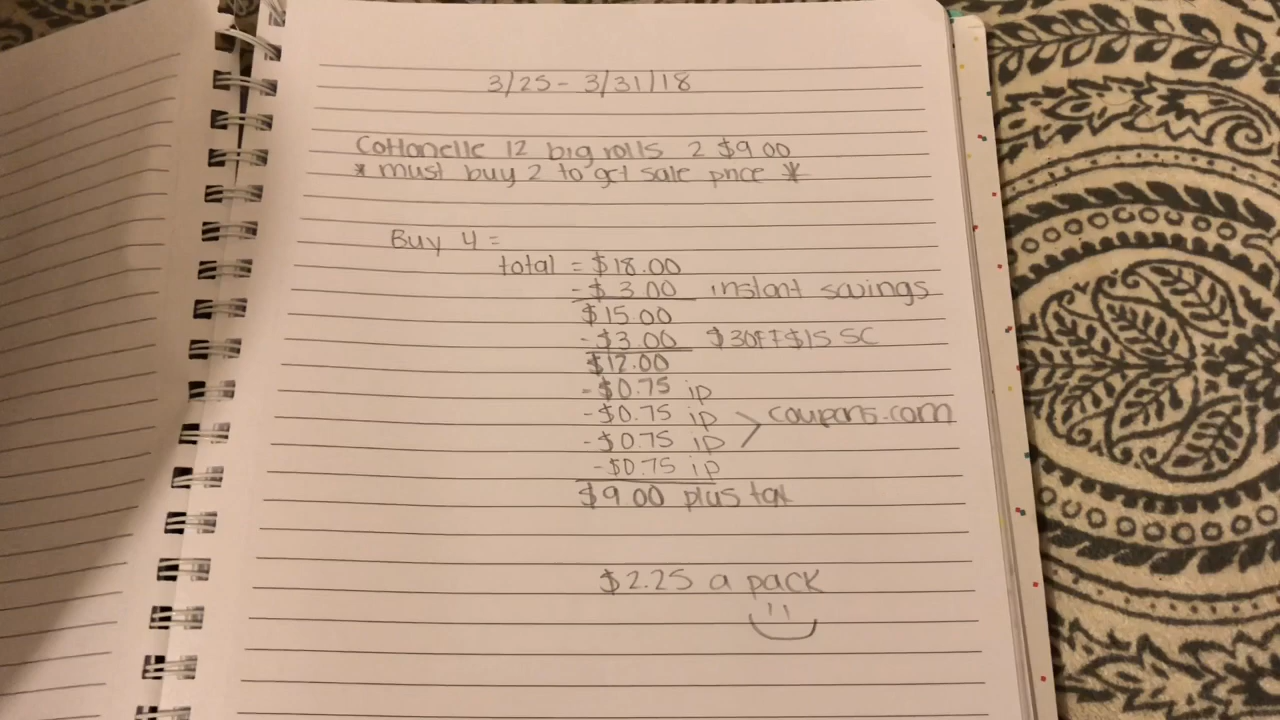 3/25 - 3/31/18
Cottonelle 12 big rolls 2 $9.00
* must buy 2 to get sale price *
Buy 4 =
total = $18.00
- $3.00 instant savings
$15.00
- $3.00 $3OFF$15 SC
$12.00
- $0.75 ip
- $0.75 ip > coupons.com
- $0.75 ip
- $0.75 ip
$9.00 plus tax
$2.25 a pack